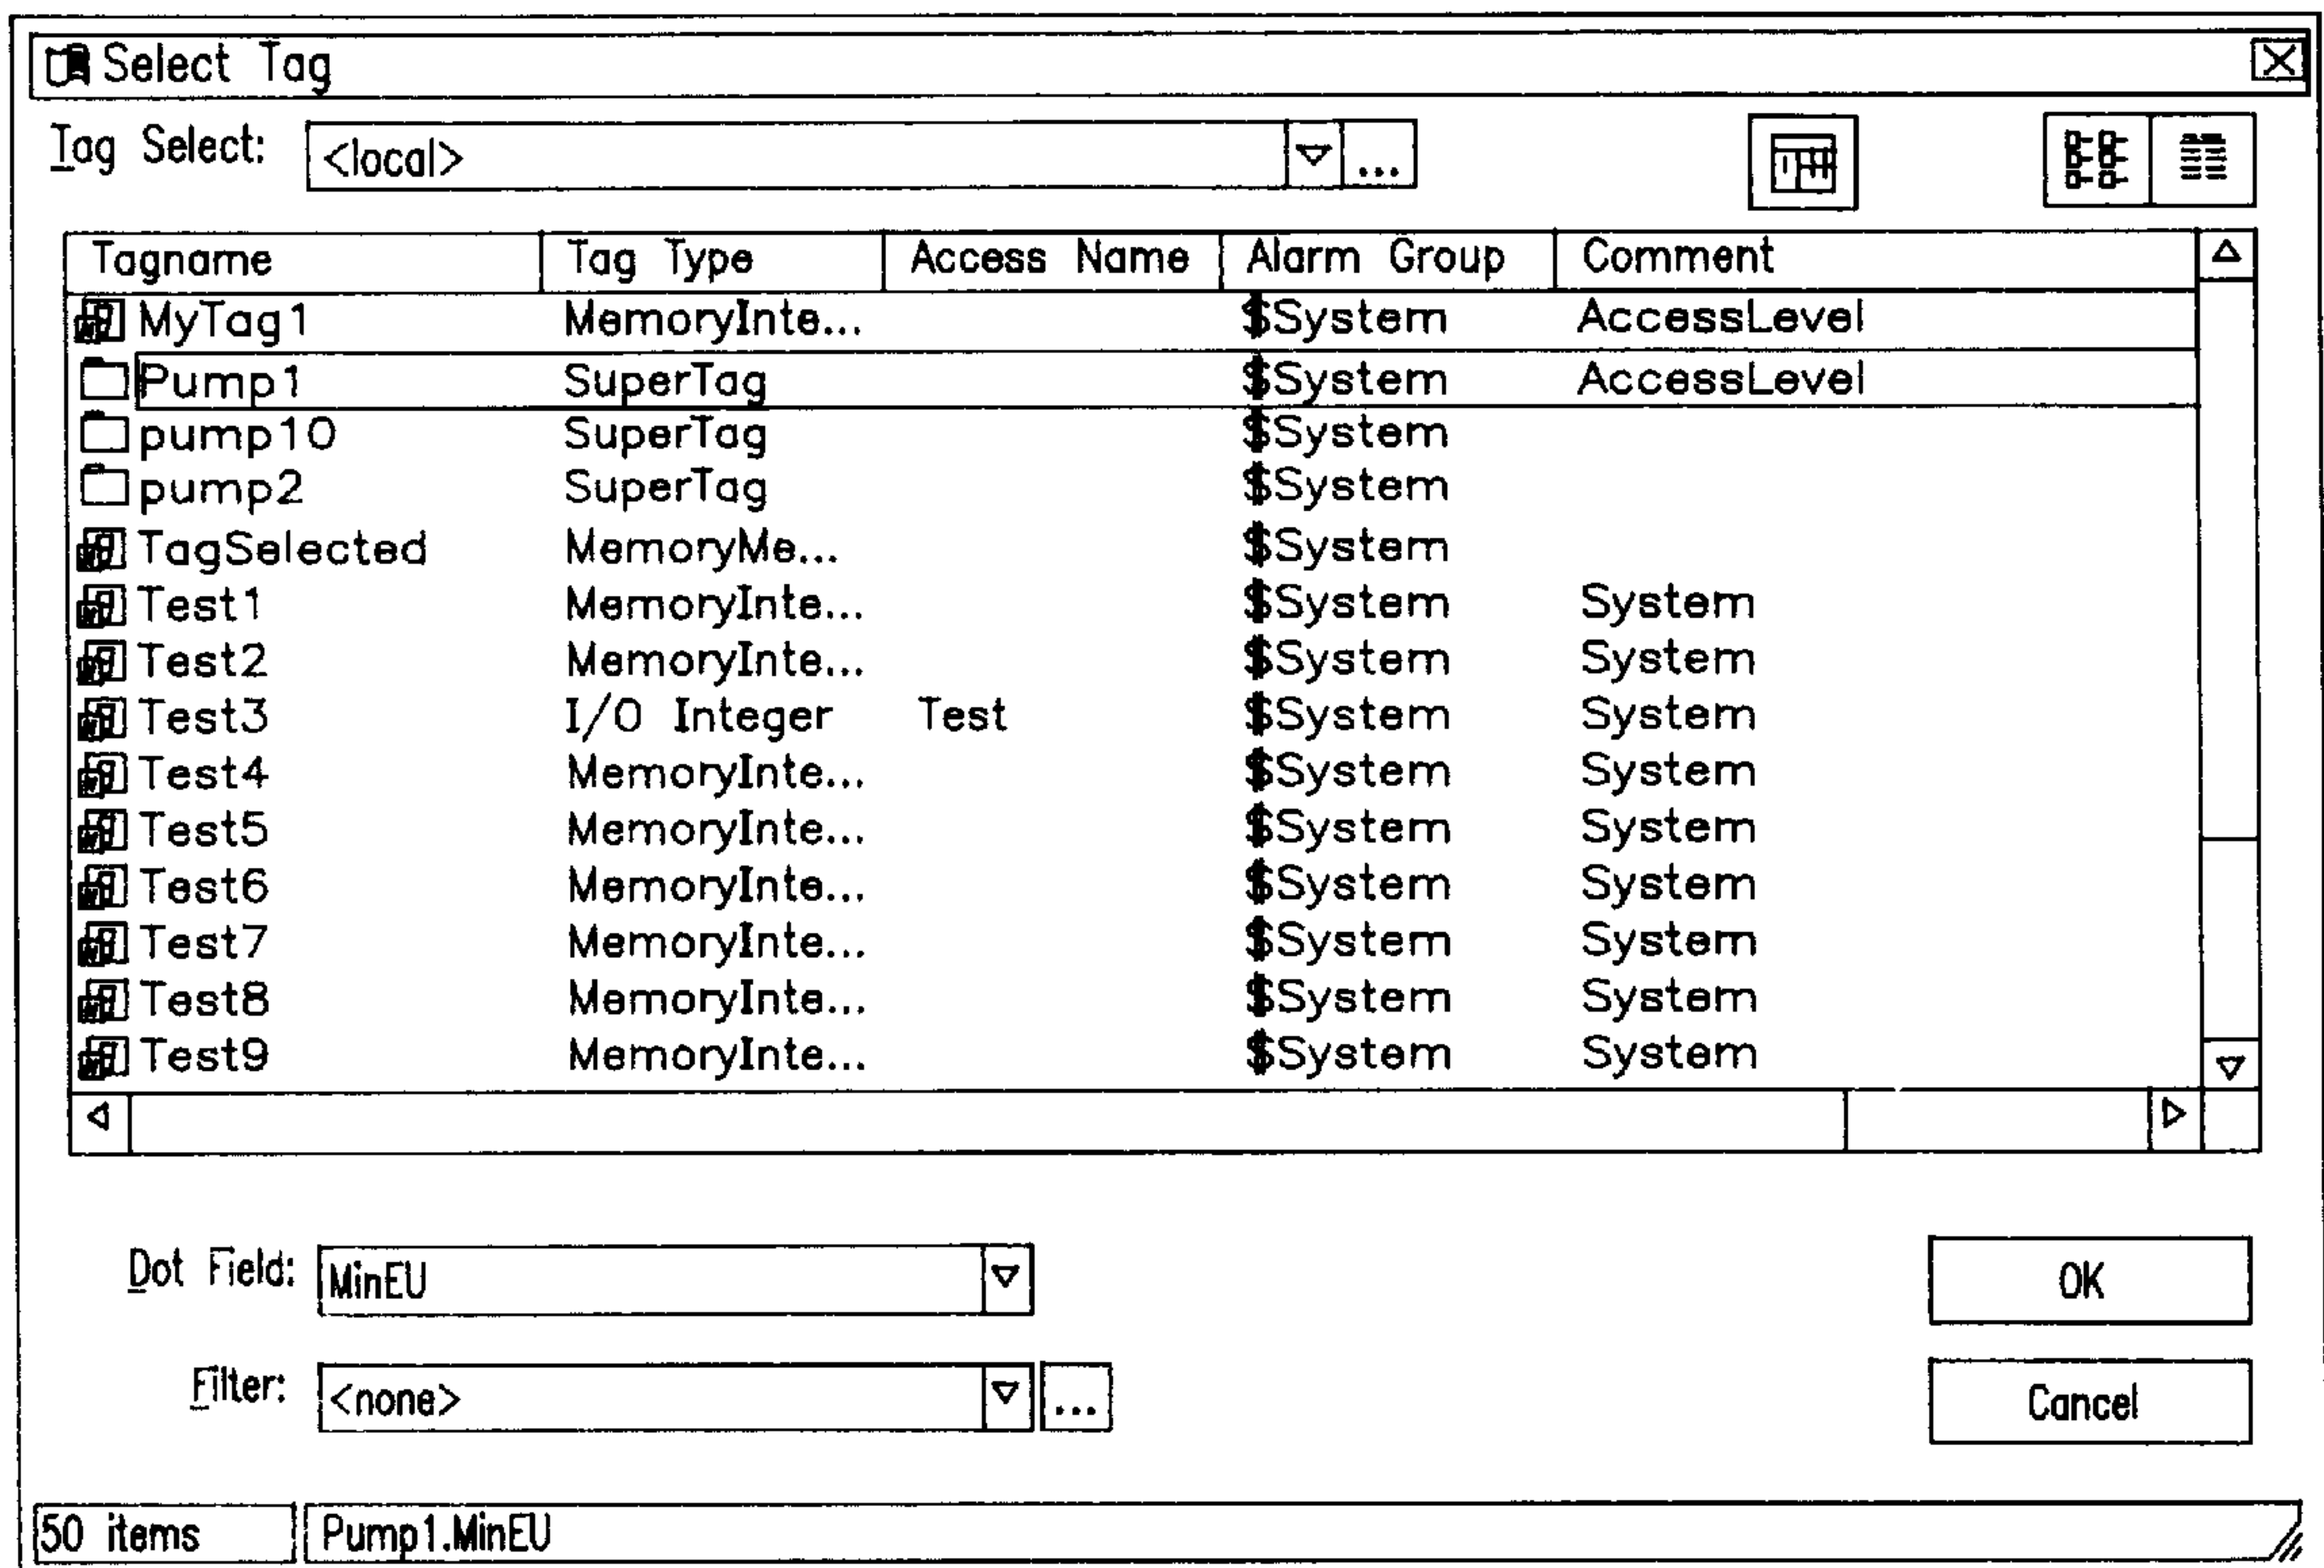 Select Tag
Tag Select: <local> ...
Tagname Tag Type Access Name Alarm Group Comment
MyTag1 MemoryInte... $System AccessLevel
Pump1 SuperTag $System AccessLevel
pump10 SuperTag $System
pump2 SuperTag $System
TagSelected MemoryMe... $System
Test1 MemoryInte... $System System
Test2 MemoryInte... $System System
Test3 I/O Integer Test $System System
Test4 MemoryInte... $System System
Test5 MemoryInte... $System System
Test6 MemoryInte... $System System
Test7 MemoryInte... $System System
Test8 MemoryInte... $System System
Test9 MemoryInte... $System System
Dot Field: MinEU OK
Filter: <none> ... Cancel
50 items Pump1.MinEU